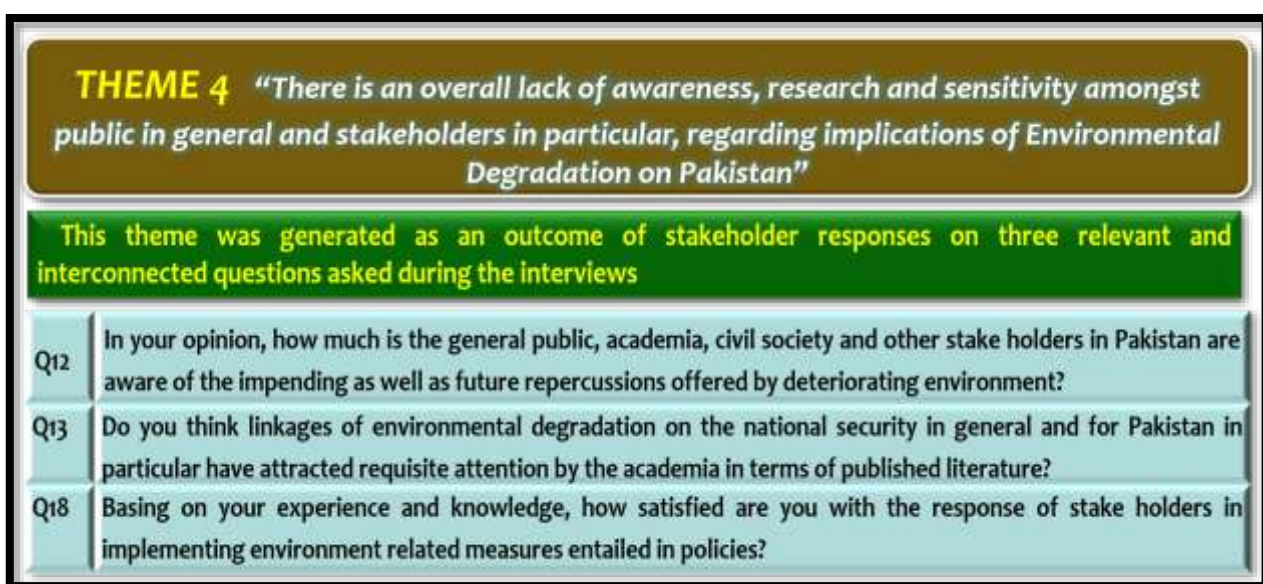 THEME 4 “There is an overall lack of awareness, research and sensitivity amongst
public in general and stakeholders in particular, regarding implications of Environmental
Degradation on Pakistan”
This theme was generated as an outcome of stakeholder responses on three relevant and
interconnected questions asked during the interviews
Q12 In your opinion, how much is the general public, academia, civil society and other stake holders in Pakistan are
aware of the impending as well as future repercussions offered by deteriorating environment?
Q13 Do you think linkages of environmental degradation on the national security in general and for Pakistan in
particular have attracted requisite attention by the academia in terms of published literature?
Q18 Basing on your experience and knowledge, how satisfied are you with the response of stake holders in
implementing environment related measures entailed in policies?